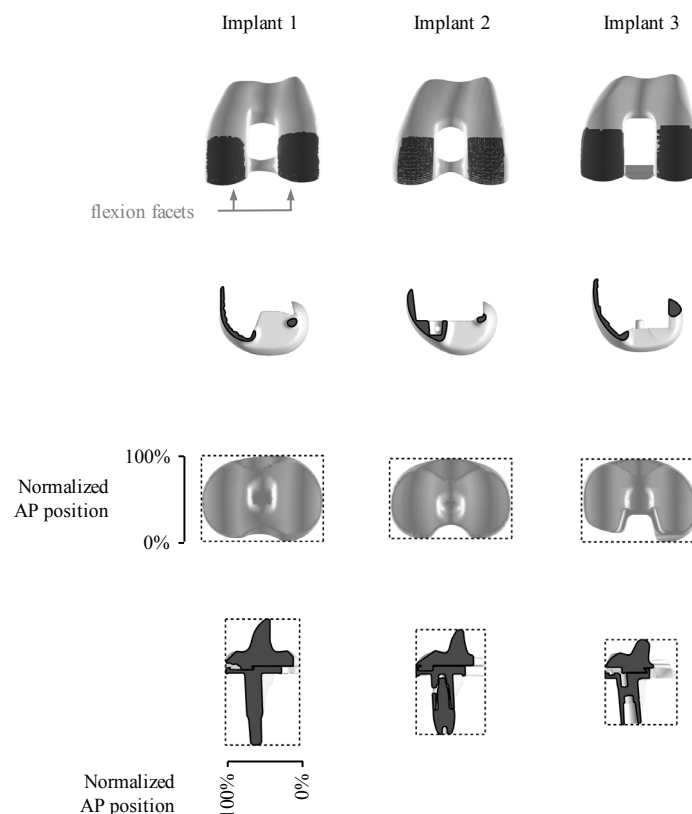 Implant 1
Implant 2
Implant 3
flexion facets
100%
Normalized
AP position
0%
Normalized
AP position
100%
0%